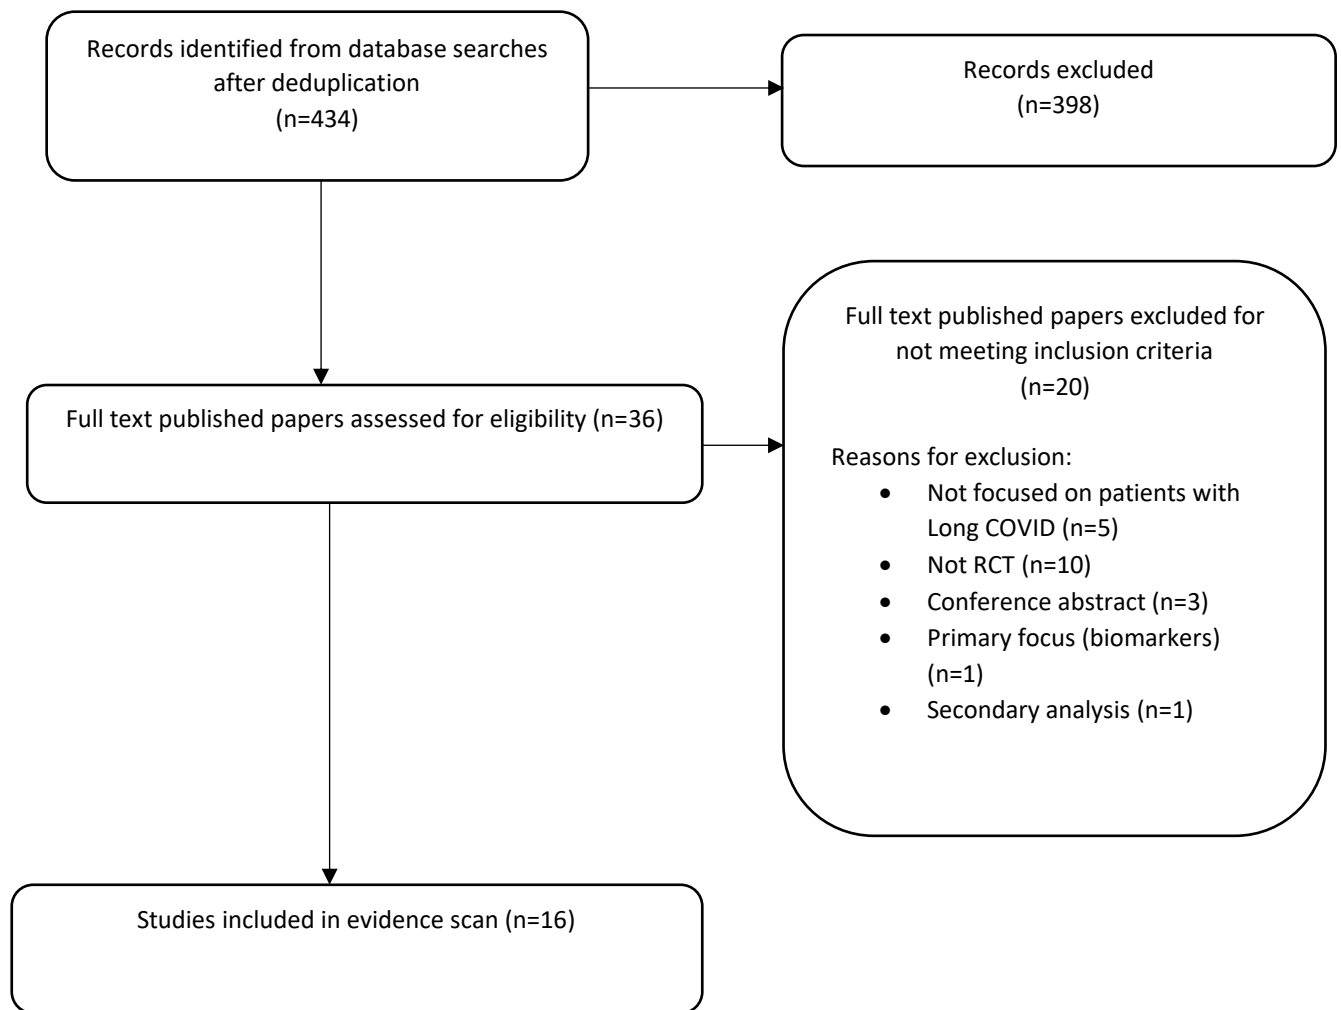 Records identified from database searches
after deduplication
(n=434)
Records excluded
(n=398)
Full text published papers assessed for eligibility (n=36)
Full text published papers excluded for
not meeting inclusion criteria
(n=20)
Reasons for exclusion:
• Not focused on patients with
Long COVID (n=5)
• Not RCT (n=10)
• Conference abstract (n=3)
• Primary focus (biomarkers)
(n=1)
• Secondary analysis (n=1)
Studies included in evidence scan (n=16)